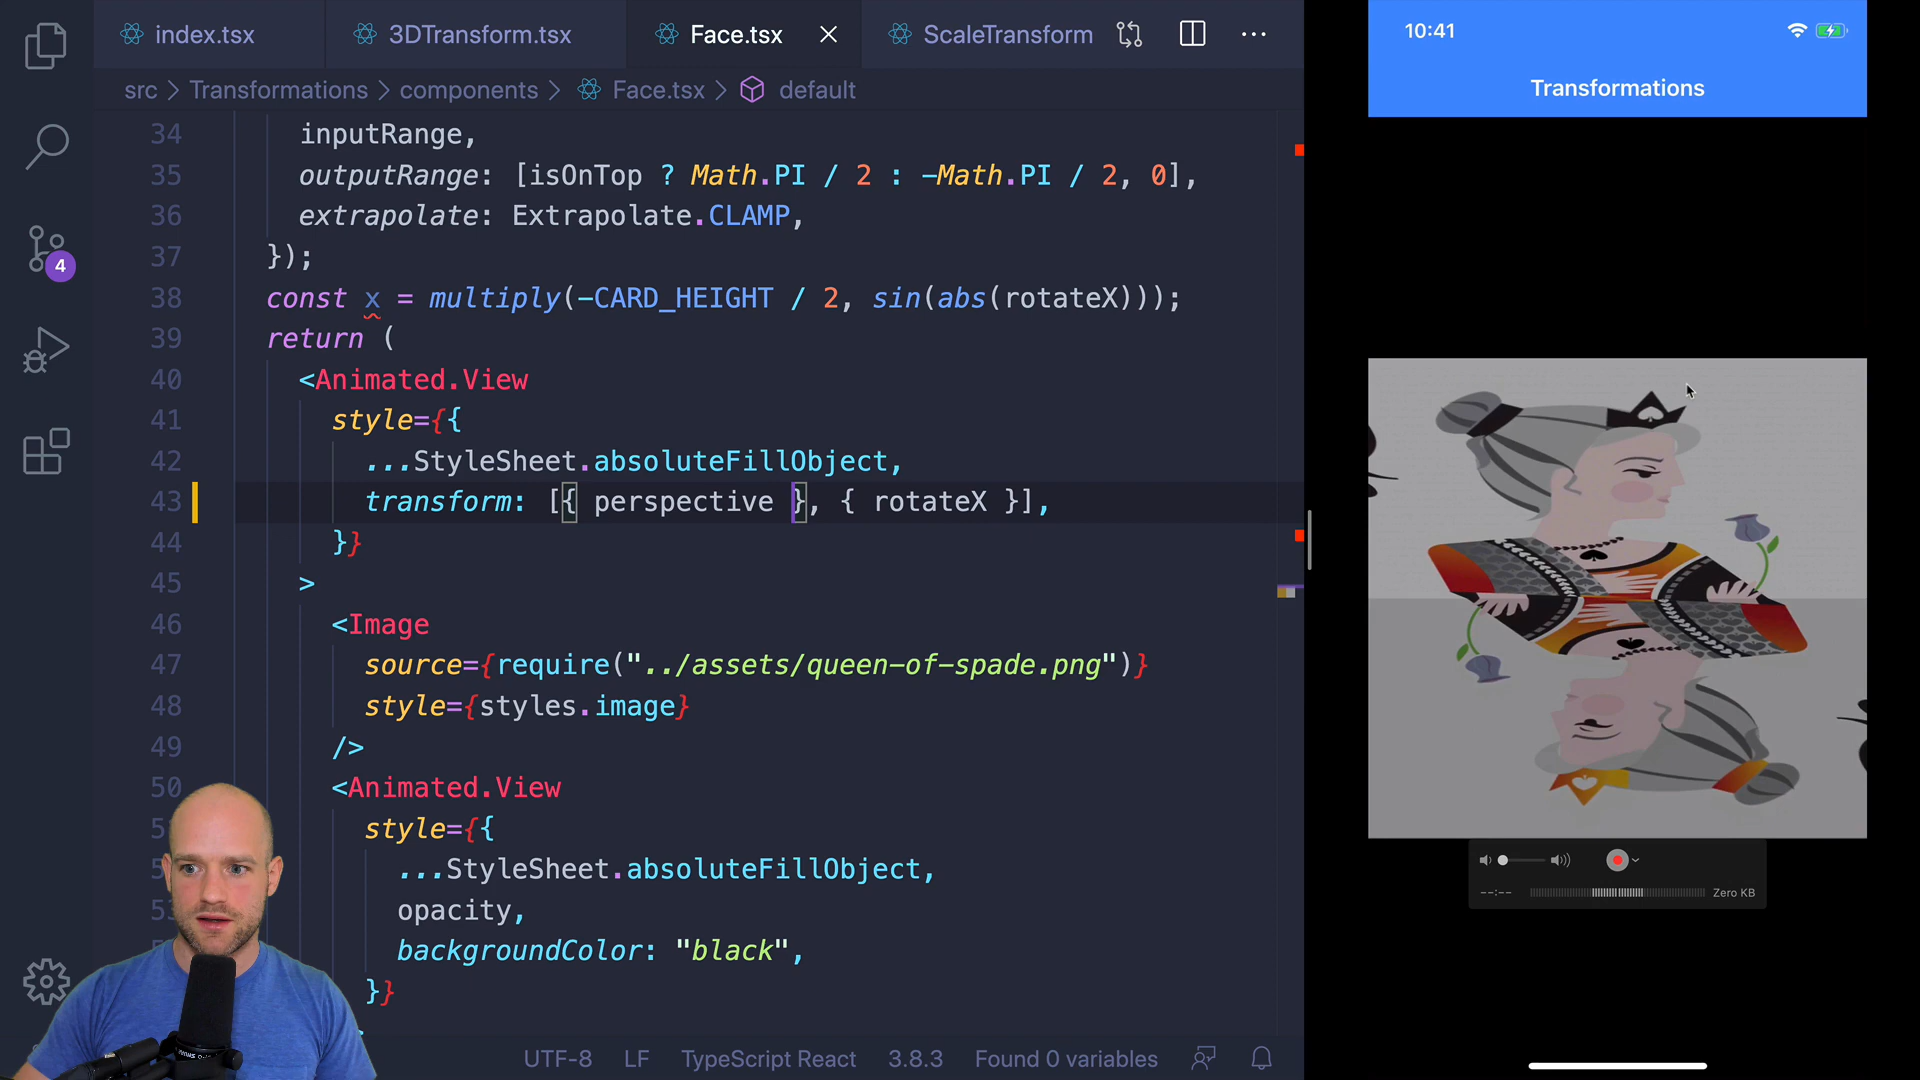 index.tsx
3DTransform.tsx
Face.tsx
ScaleTransform
10:41
Transformations
src > Transformations > components > Face.tsx > default
34 inputRange,
35 outputRange: [isOnTop ? Math.PI / 2 : -Math.PI / 2, 0],
36 extrapolate: Extrapolate.CLAMP,
37 });
38 const x = multiply(-CARD_HEIGHT / 2, sin(abs(rotateX)));
39 return (
40 <Animated.View
41 style={{
42 ...StyleSheet.absoluteFillObject,
43 transform: [{ perspective }, { rotateX }],
44 }}
45 >
46 <Image
47 source={require("../assets/queen-of-spade.png")}
48 style={styles.image}
49 />
50 <Animated.View
style={{
...StyleSheet.absoluteFillObject,
opacity,
backgroundColor: "black",
}}
4
--:--
Zero KB
UTF-8 LF TypeScript React 3.8.3 Found 0 variables